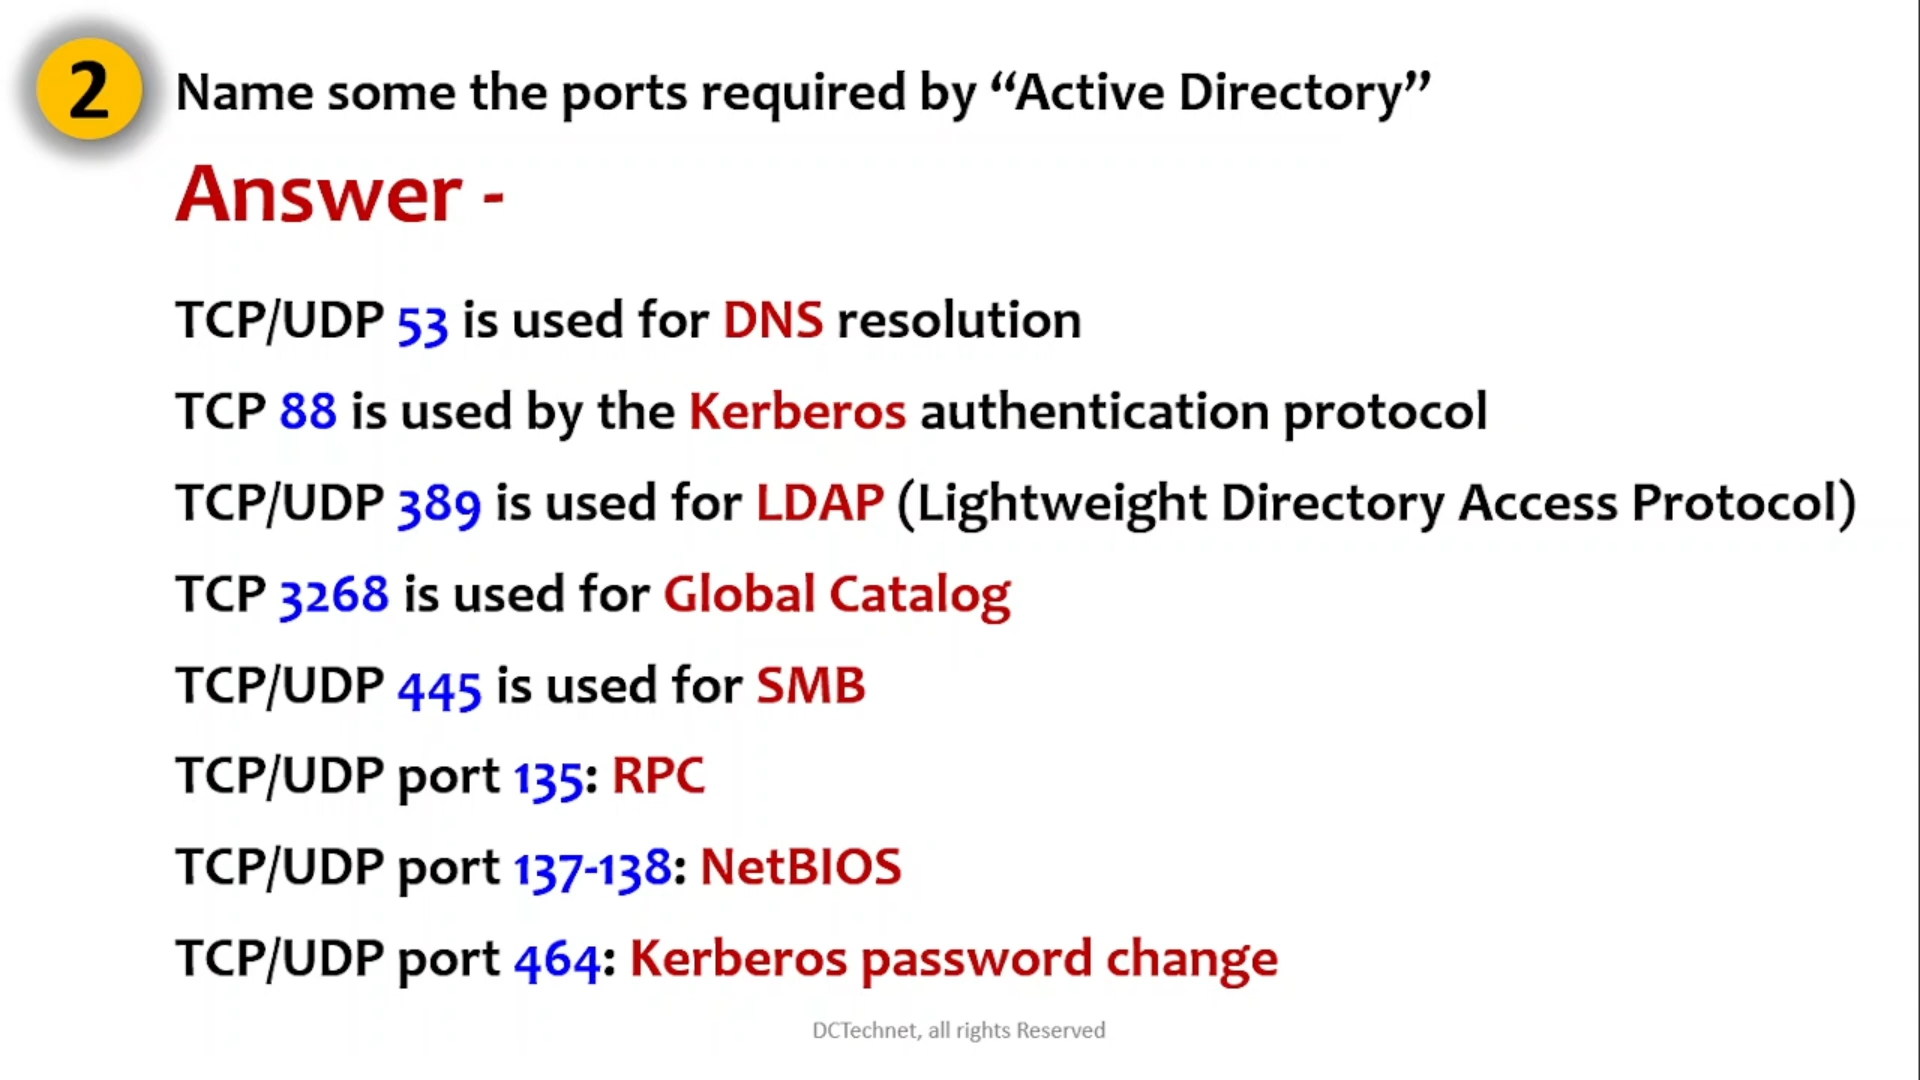 2
Name some the ports required by “Active Directory”
Answer -
TCP/UDP 53 is used for DNS resolution
TCP 88 is used by the Kerberos authentication protocol
TCP/UDP 389 is used for LDAP (Lightweight Directory Access Protocol)
TCP 3268 is used for Global Catalog
TCP/UDP 445 is used for SMB
TCP/UDP port 135: RPC
TCP/UDP port 137-138: NetBIOS
TCP/UDP port 464: Kerberos password change
DCTechnet, all rights Reserved